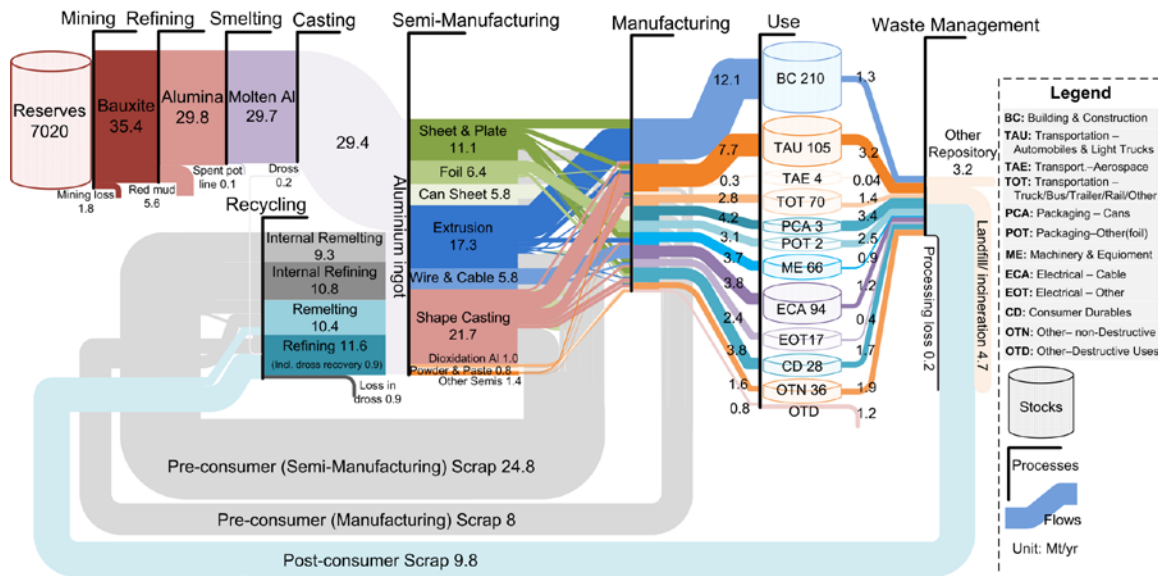 Mining Refining Smelting Casting
Semi-Manufacturing
Manufacturing
Use
Waste Management
Reserves
7020
Bauxite
35.4
Alumina
29.8
Molten Al
29.7
29.4
Mining loss
1.8
Red mud
5.6
Spent pot
line 0.1
Dross
0.2
Recycling
Internal Remelting
9.3
Internal Refining
10.8
Remelting
10.4
Refining 11.6
(Incl. dross recovery 0.9)
Loss in
dross 0.9
Aluminium ingot
Sheet & Plate
11.1
Foil 6.4
Can Sheet 5.8
Extrusion
17.3
Wire & Cable 5.8
Shape Casting
21.7
Dioxidation Al 1.0
Powder & Paste 0.8
Other Semis 1.4
12.1
7.7
0.3
2.8
4.2
3.1
3.7
3.8
2.4
3.8
1.6
0.8
BC 210
TAU 105
TAE 4
TOT 70
PCA 3
POT 2
ME 66
ECA 94
EOT17
CD 28
OTN 36
OTD
1.3
3.2
0.04
1.4
3.4
2.5
0.9
1.2
0.4
1.7
1.9
1.2
Other
Repository
3.2
Processing loss 0.2
Landfill/ incineration 4.7
Pre-consumer (Semi-Manufacturing) Scrap 24.8
Pre-consumer (Manufacturing) Scrap 8
Post-consumer Scrap 9.8
Legend
BC: Building & Construction
TAU: Transportation –
Automobiles & Light Trucks
TAE: Transport.–Aerospace
TOT: Transportation –
Truck/Bus/Trailer/Rail/Other
PCA: Packaging – Cans
POT: Packaging–Other(foil)
ME: Machinery & Equioment
ECA: Electrical – Cable
EOT: Electrical – Other
CD: Consumer Durables
OTN: Other– non-Destructive
OTD: Other–Destructive Uses
Stocks
Processes
Flows
Unit: Mt/yr